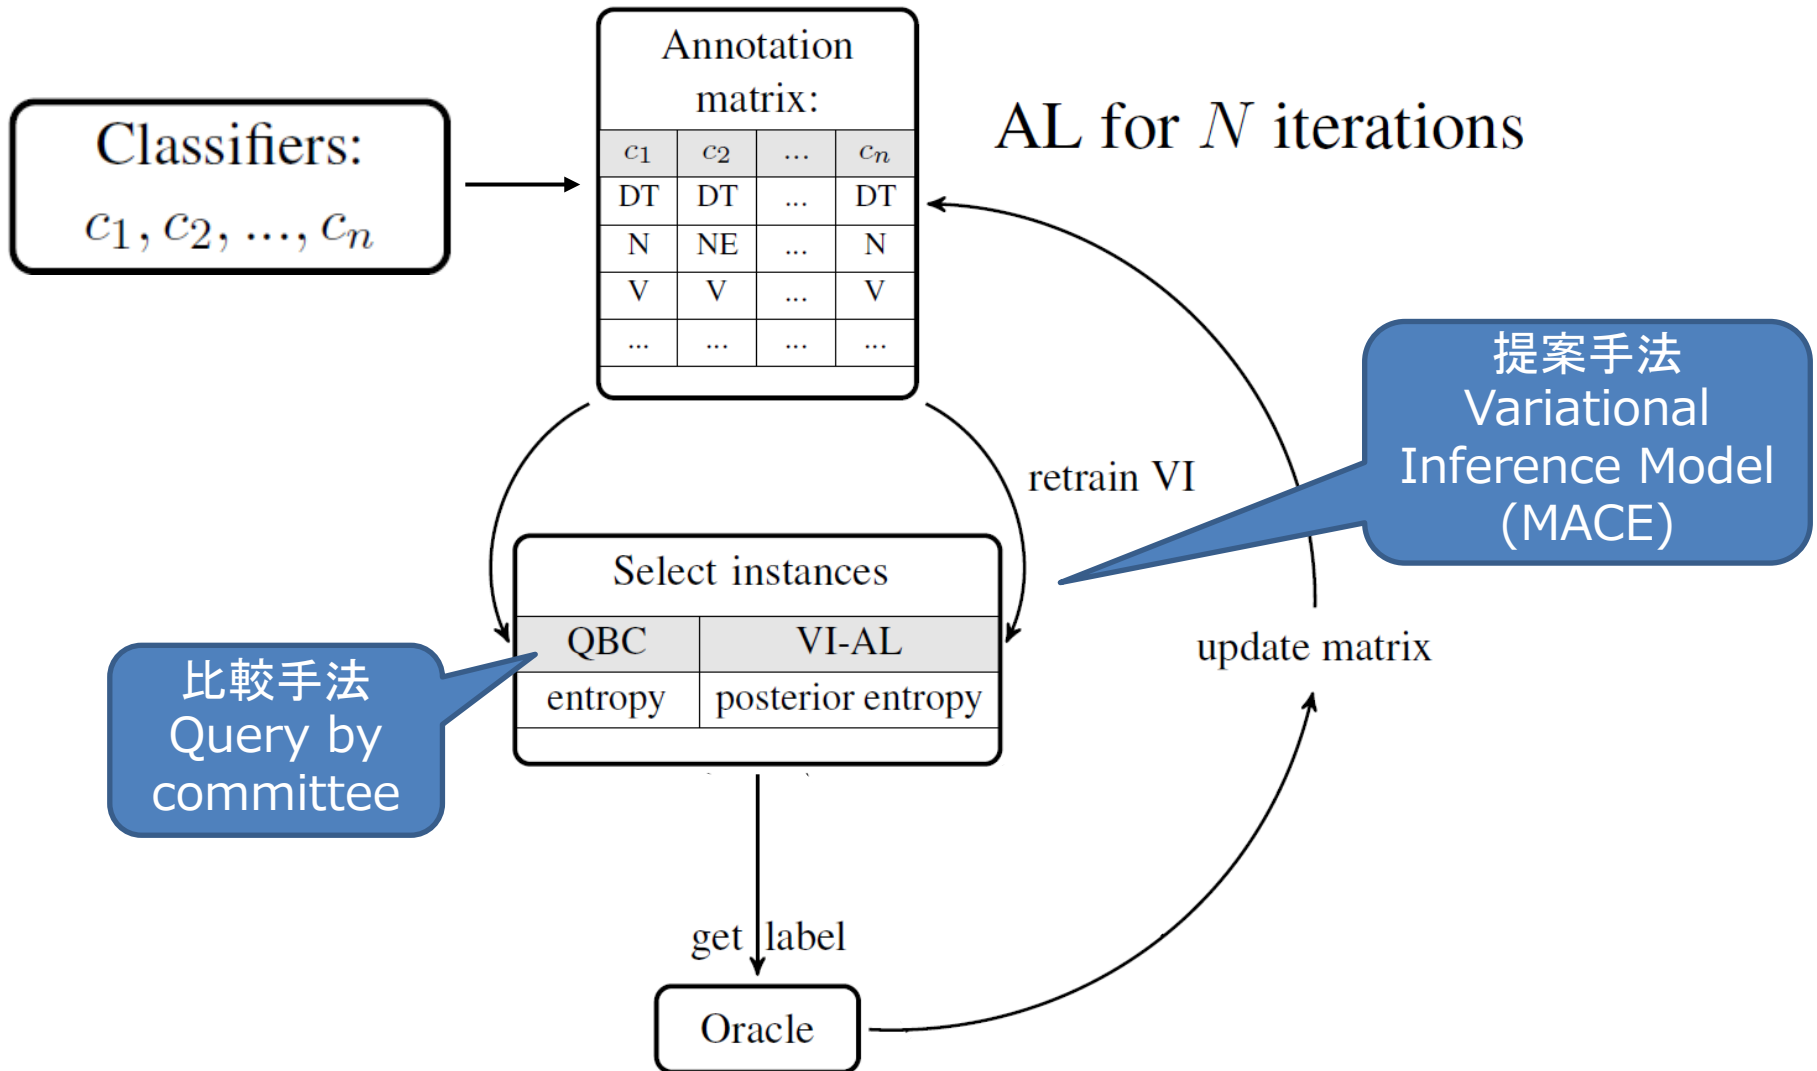 Classifiers:
c1, c2, ..., cn
Annotation
matrix:
c1 c2 ... cn
DT DT ... DT
N NE ... N
V V ... V
... ... ... ...
AL for N iterations
retrain VI
提案手法
Variational
Inference Model
(MACE)
Select instances
QBC VI-AL
entropy posterior entropy
比較手法
Query by
committee
update matrix
get label
Oracle